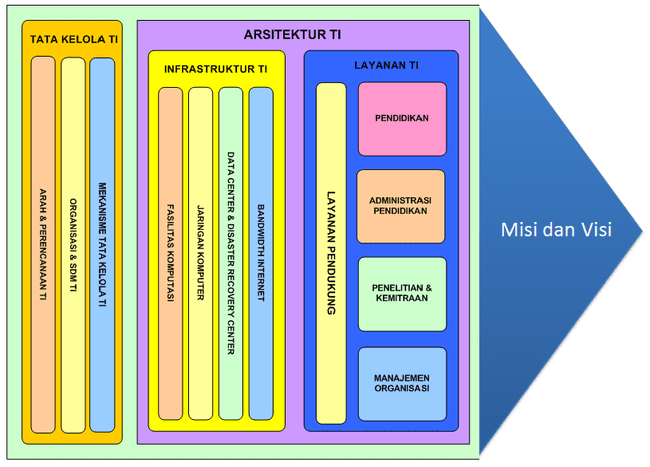 TATA KELOLA TI
ARAH & PERENCANAAN TI
ORGANISASI & SDM TI
MEKANISME TATA KELOLA TI
ARSITEKTUR TI
INFRASTRUKTUR TI
FASILITAS KOMPUTASI
JARINGAN KOMPUTER
DATA CENTER & DISASTER RECOVERY CENTER
BANDWIDTH INTERNET
LAYANAN TI
LAYANAN PENDUKUNG
PENDIDIKAN
ADMINISTRASI
PENDIDIKAN
PENELITIAN &
KEMITRAAN
MANAJEMEN
ORGANISASI
Misi dan Visi